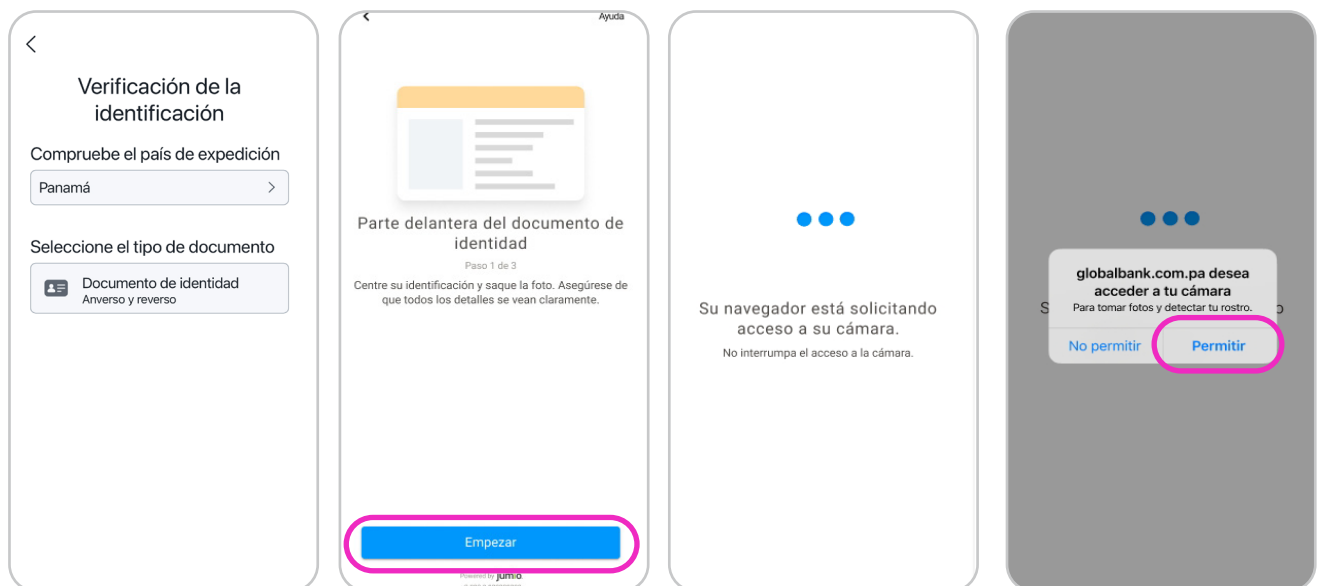 Verificación de la
identificación
Compruebe el país de expedición
Panamá
Seleccione el tipo de documento
Documento de identidad
Anverso y reverso
Ayuda
Parte delantera del documento de
identidad
Paso 1 de 3
Centre su identificación y saque la foto. Asegúrese de
que todos los detalles se vean claramente.
Empezar
Powered by jumio.
Su navegador está solicitando
acceso a su cámara.
No interrumpa el acceso a la cámara.
globalbank.com.pa desea
acceder a tu cámara
Para tomar fotos y detectar tu rostro.
No permitir
Permitir